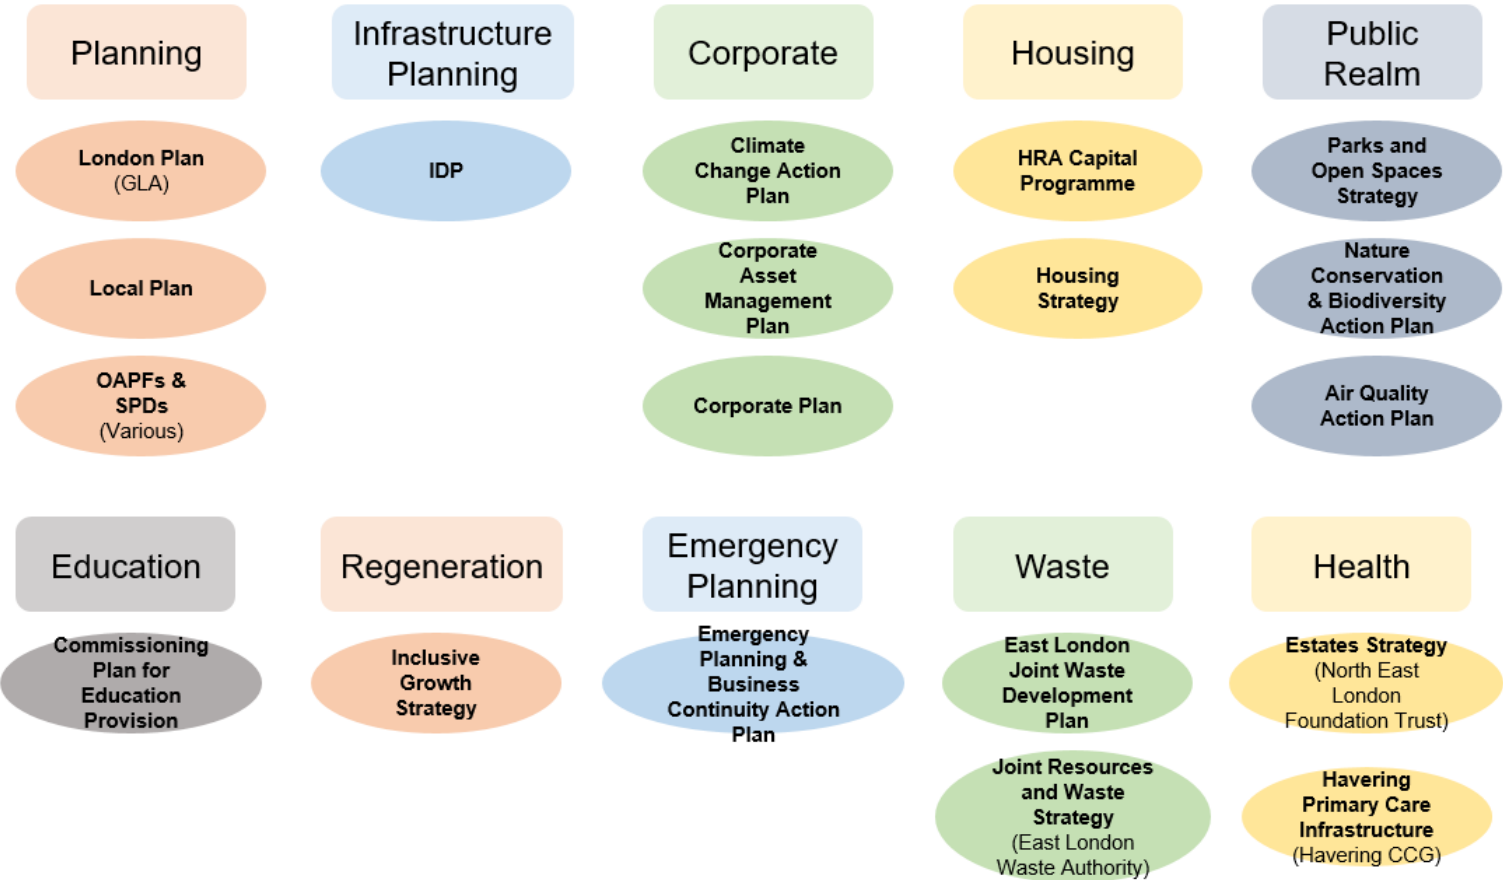 Planning
London Plan
(GLA)
Local Plan
OAPFs &
SPDs
(Various)
Infrastructure
Planning
IDP
Corporate
Climate
Change Action
Plan
Corporate
Asset
Management
Plan
Corporate Plan
Housing
HRA Capital
Programme
Housing
Strategy
Public
Realm
Parks and
Open Spaces
Strategy
Nature
Conservation
& Biodiversity
Action Plan
Air Quality
Action Plan
Education
Commissioning
Plan for
Education
Provision
Regeneration
Inclusive
Growth
Strategy
Emergency
Planning
Emergency
Planning &
Business
Continuity Action
Plan
Waste
East London
Joint Waste
Development
Plan
Joint Resources
and Waste
Strategy
(East London
Waste Authority)
Health
Estates Strategy
(North East
London
Foundation Trust)
Havering
Primary Care
Infrastructure
(Havering CCG)